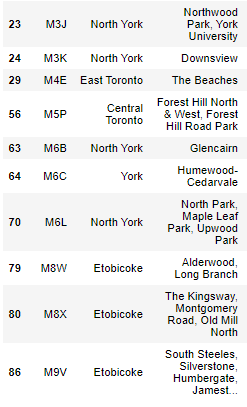 23 M3J North York Northwood
Park, York
University
24 M3K North York Downsview
29 M4E East Toronto The Beaches
56 M5P Central
Toronto Forest Hill North
& West, Forest
Hill Road Park
63 M6B North York Glencairn
64 M6C York Humewood-
Cedarvale
70 M6L North York North Park,
Maple Leaf
Park, Upwood
Park
79 M8W Etobicoke Alderwood,
Long Branch
80 M8X Etobicoke The Kingsway,
Montgomery
Road, Old Mill
North
86 M9V Etobicoke South Steeles,
Silverstone,
Humbergate,
Jamest...